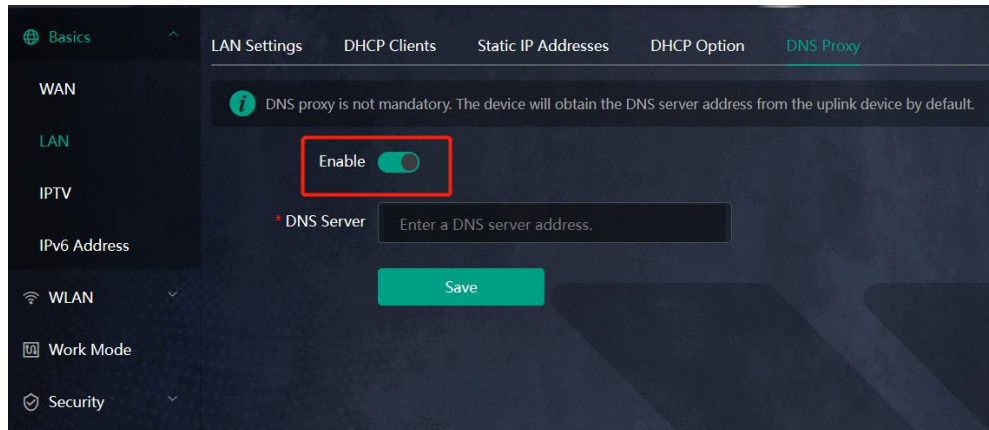 Basics
WAN
LAN
IPTV
IPv6 Address
WLAN
Work Mode
Security
LAN Settings DHCP Clients Static IP Addresses DHCP Option DNS Proxy
DNS proxy is not mandatory. The device will obtain the DNS server address from the uplink device by default.
Enable
* DNS Server Enter a DNS server address.
Save